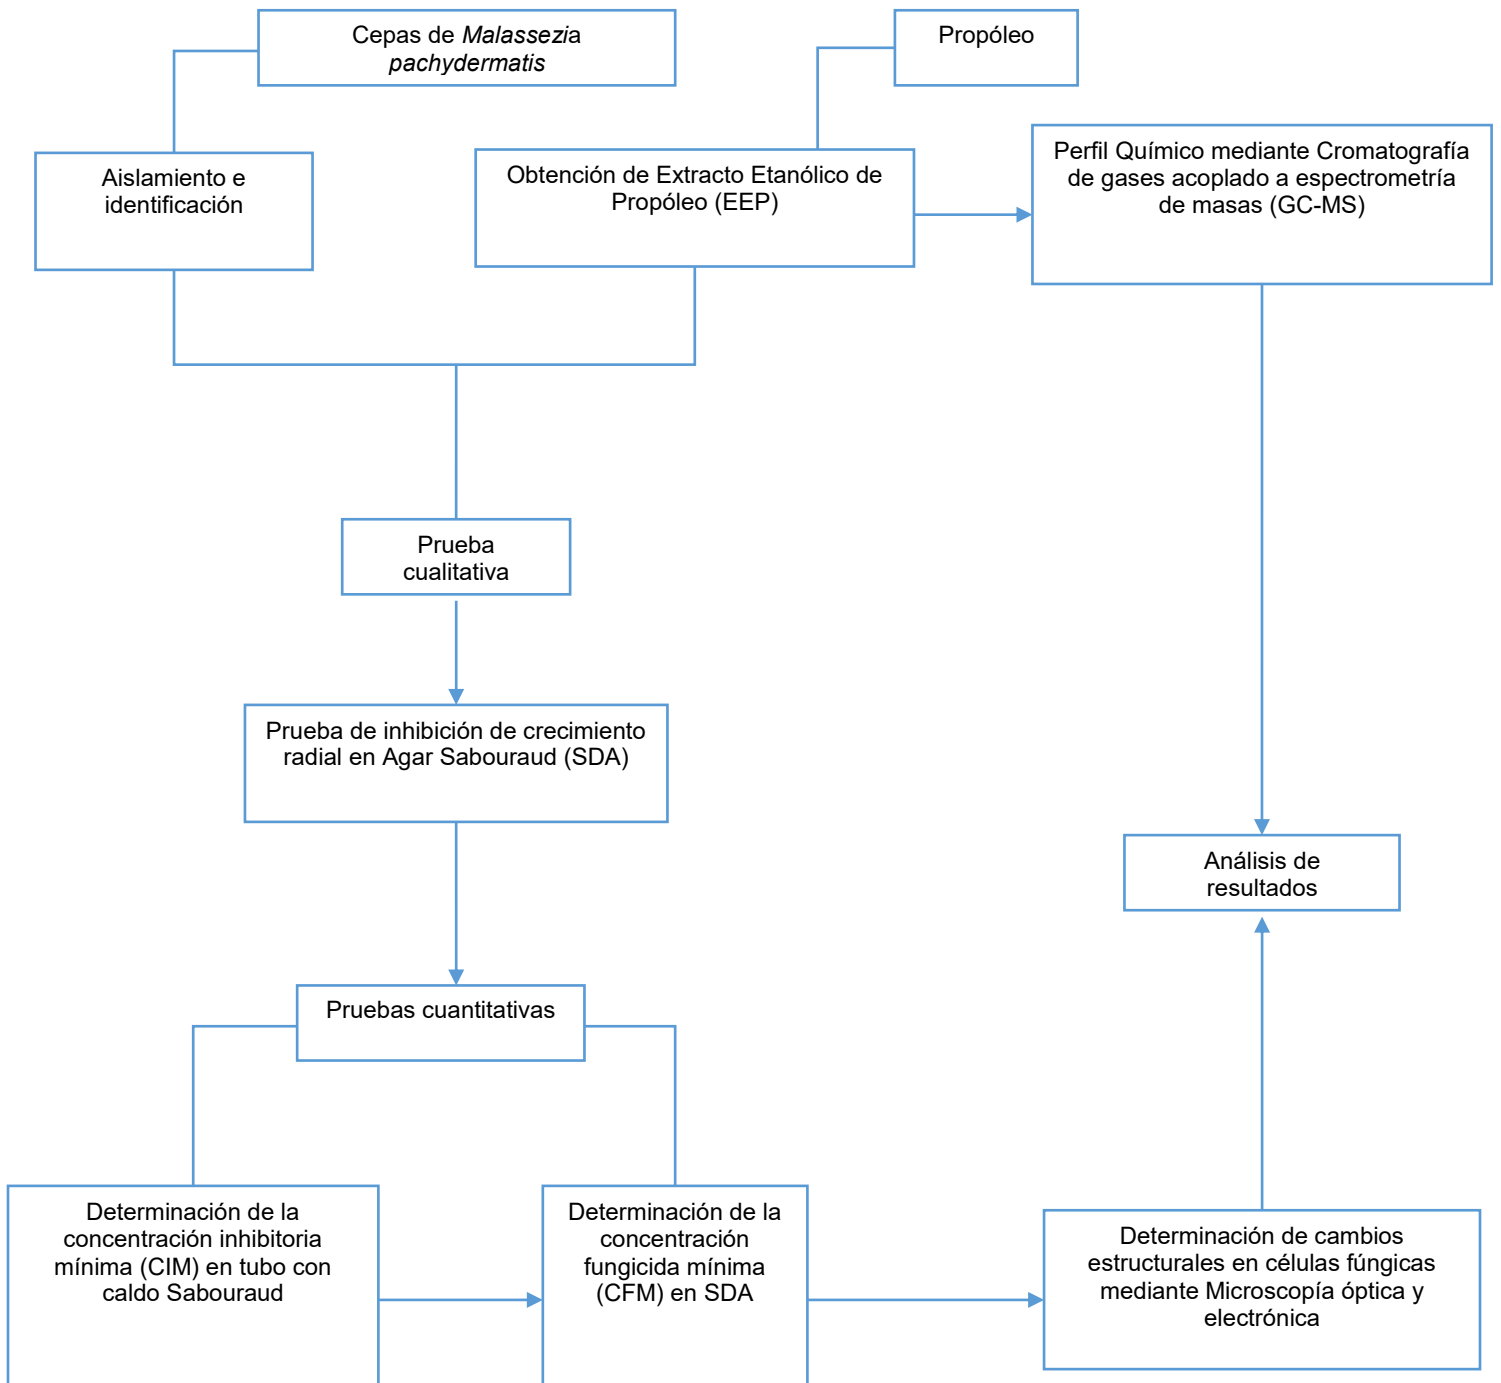 Cepas de Malassezia
pachydermatis
Propóleo
Aislamiento e
identificación
Obtención de Extracto Etanólico de
Propóleo (EEP)
Perfil Químico mediante Cromatografía
de gases acoplado a espectrometría
de masas (GC-MS)
Prueba
cualitativa
Prueba de inhibición de crecimiento
radial en Agar Sabouraud (SDA)
Análisis de
resultados
Pruebas cuantitativas
Determinación de la
concentración inhibitoria
mínima (CIM) en tubo con
caldo Sabouraud
Determinación de la
concentración
fungicida mínima
(CFM) en SDA
Determinación de cambios
estructurales en células fúngicas
mediante Microscopía óptica y
electrónica